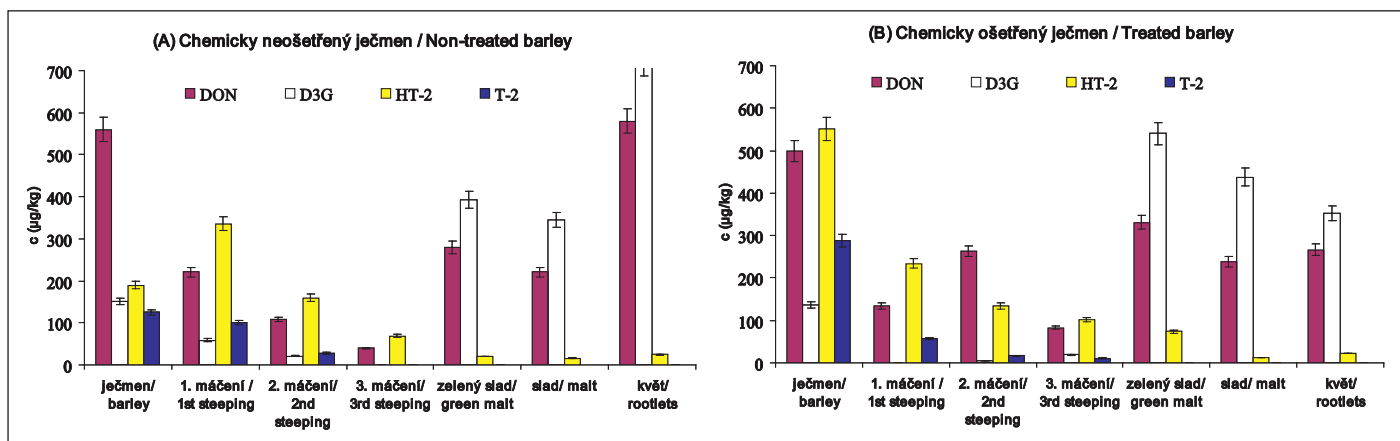 (A) Chemicky neošetřený ječmen / Non-treated barley
700
600
500
400
300
200
100
0
c (µg/kg)
DON D3G HT-2 T-2
ječmen/ barley
1. máčení / 1st steeping
2. máčení/ 2nd steeping
3. máčení/ 3rd steeping
zelený slad/ green malt
slad/ malt
květ/ rootlets
(B) Chemicky ošetřený ječmen / Treated barley
700
600
500
400
300
200
100
0
c (µg/kg)
DON D3G HT-2 T-2
ječmen/ barley
1. máčení / 1st steeping
2. máčení/ 2nd steeping
3. máčení/ 3rd steeping
zelený slad/ green malt
slad/ malt
květ/ rootlets